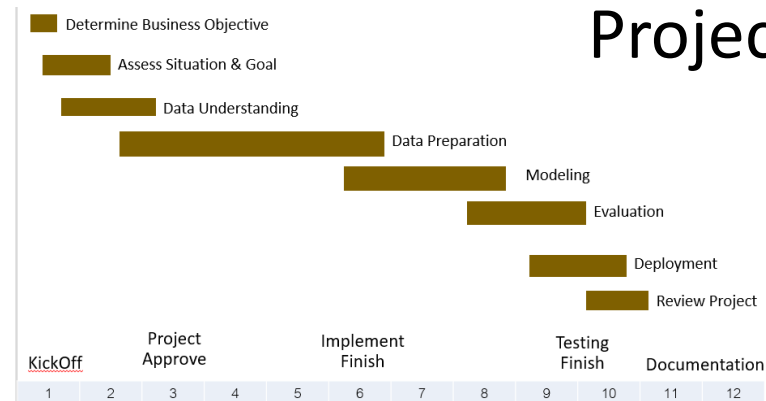 Projec
Determine Business Objective
Assess Situation & Goal
Data Understanding
Data Preparation
Modeling
Evaluation
Deployment
Review Project
KickOff
Project
Approve
Implement
Finish
Testing
Finish
Documentation
1 2 3 4 5 6 7 8 9 10 11 12